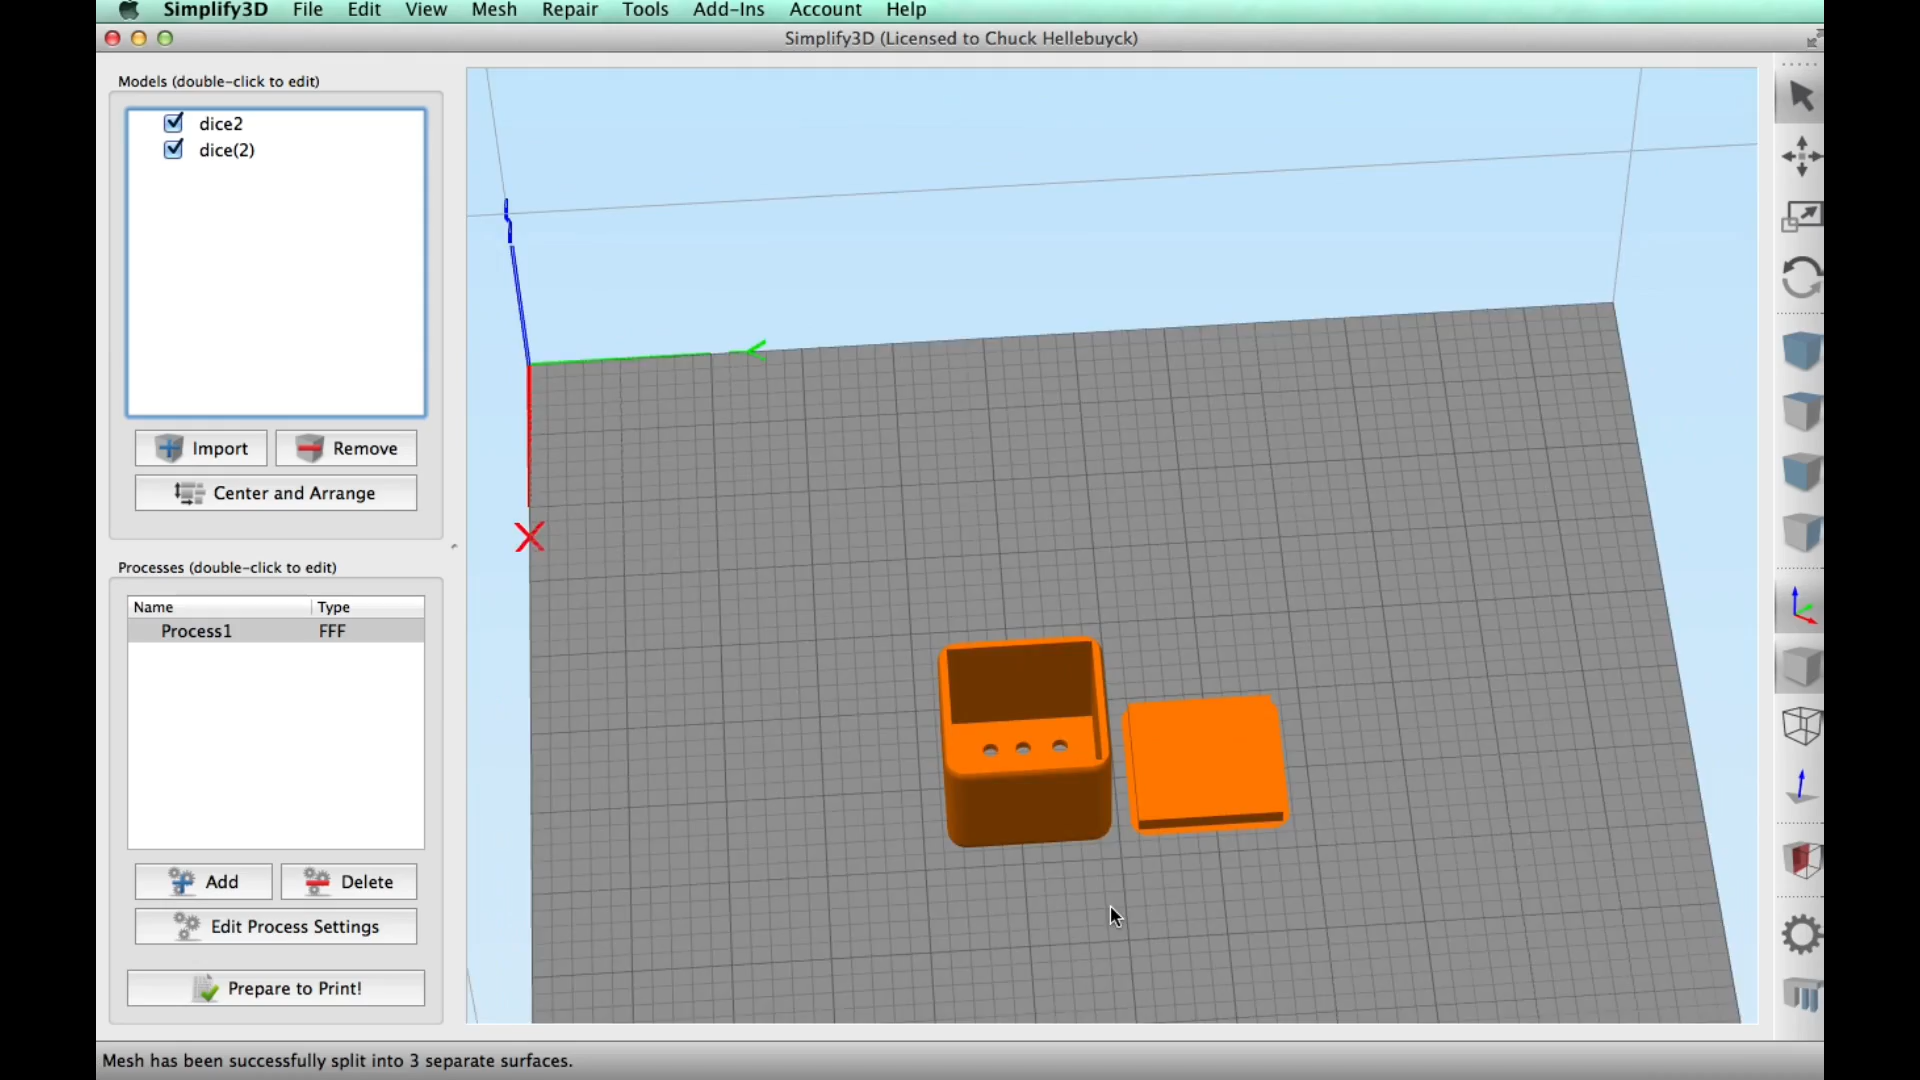 Simplify3D File Edit View Mesh Repair Tools Add-Ins Account Help
Simplify3D (Licensed to Chuck Hellebuyck)
Models (double-click to edit)
dice2
dice(2)
Import Remove
Center and Arrange
X
Processes (double-click to edit)
Name Type
Process1 FFF
Add Delete
Edit Process Settings
Prepare to Print!
Mesh has been successfully split into 3 separate surfaces.